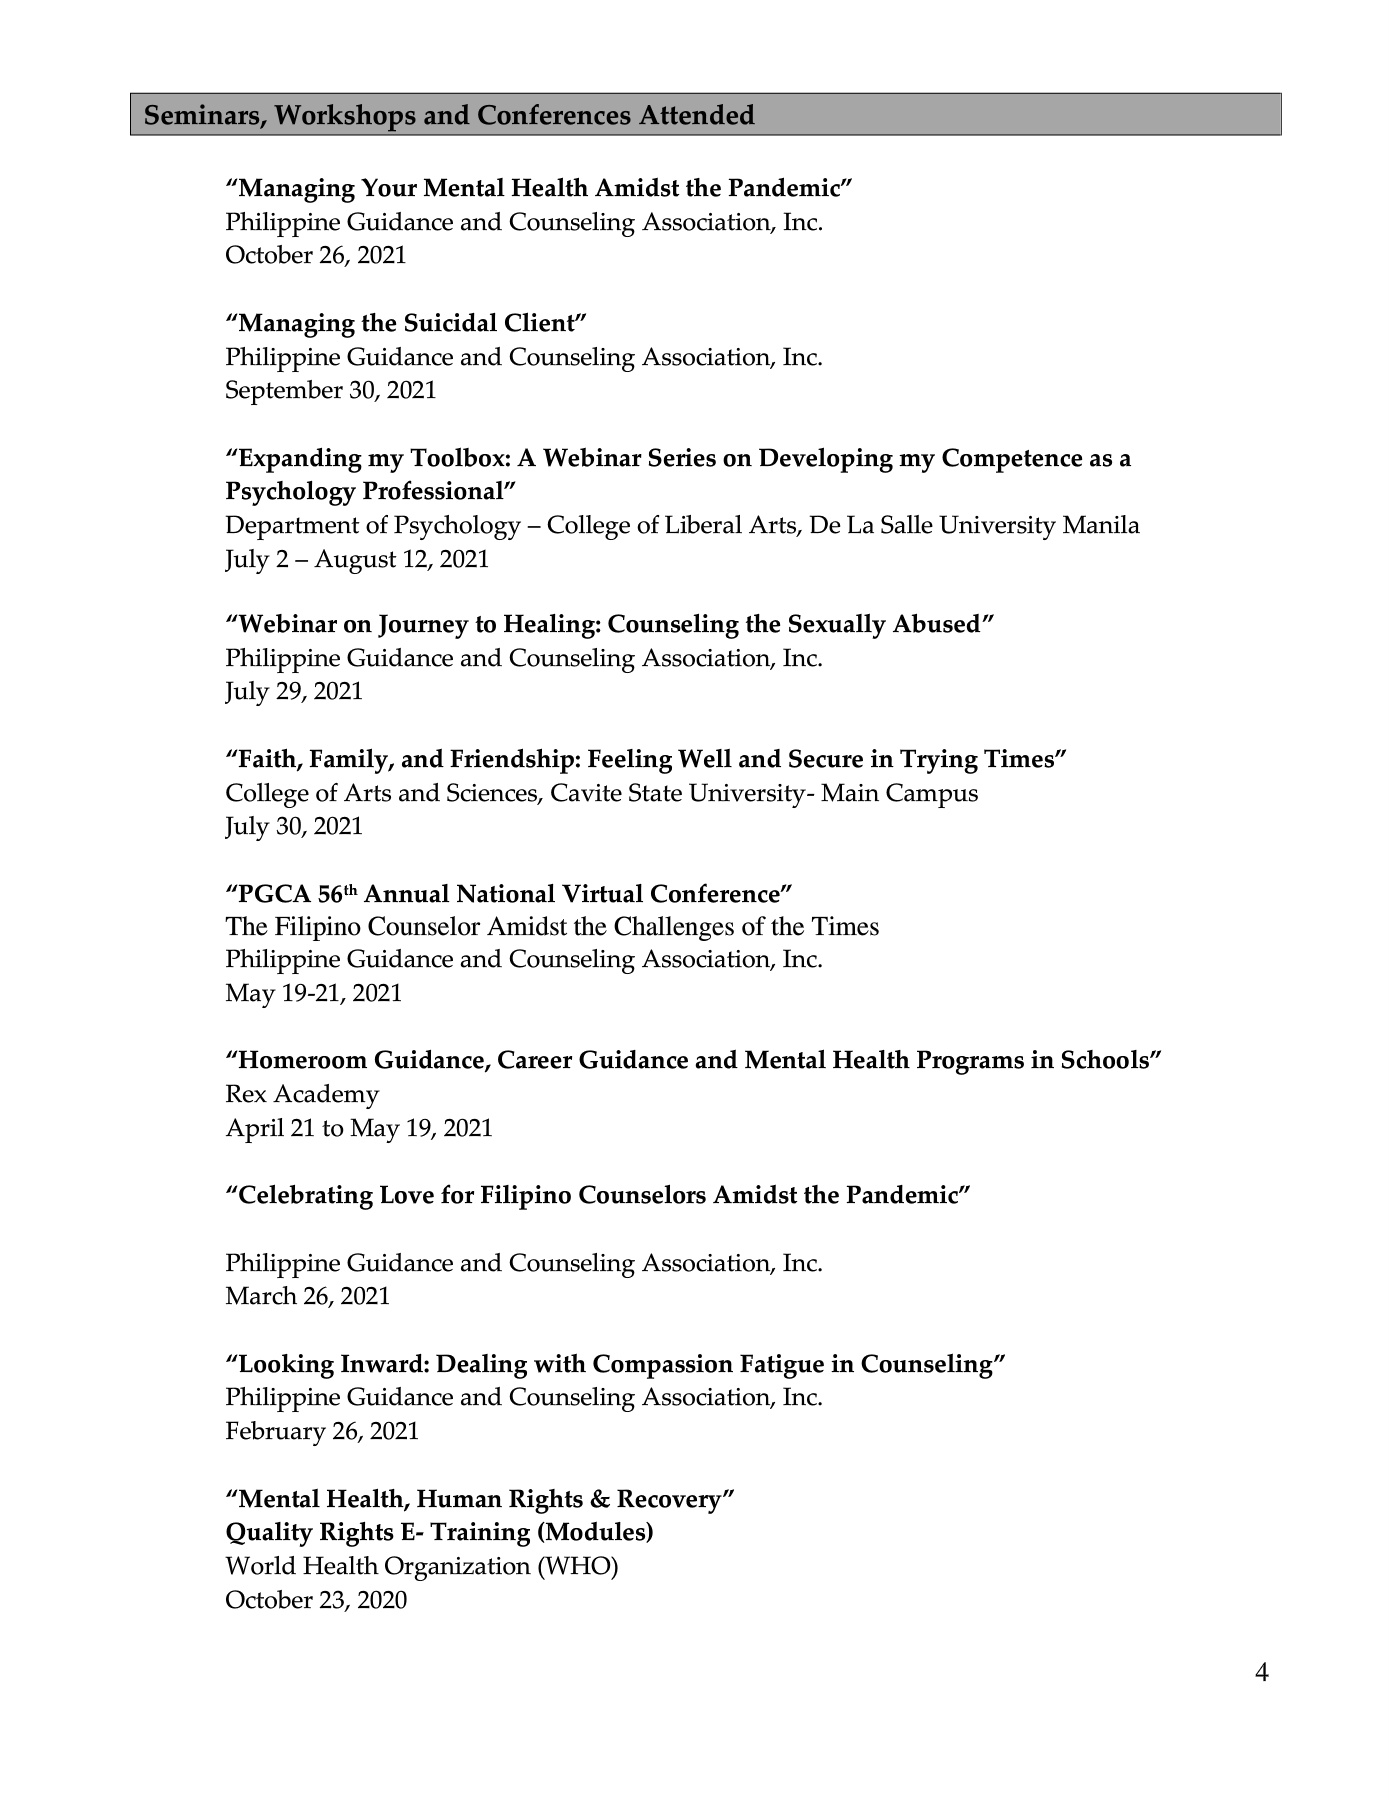 Seminars, Workshops and Conferences Attended
“Managing Your Mental Health Amidst the Pandemic”
Philippine Guidance and Counseling Association, Inc.
October 26, 2021
“Managing the Suicidal Client”
Philippine Guidance and Counseling Association, Inc.
September 30, 2021
“Expanding my Toolbox: A Webinar Series on Developing my Competence as a
Psychology Professional”
Department of Psychology – College of Liberal Arts, De La Salle University Manila
July 2 – August 12, 2021
“Webinar on Journey to Healing: Counseling the Sexually Abused”
Philippine Guidance and Counseling Association, Inc.
July 29, 2021
“Faith, Family, and Friendship: Feeling Well and Secure in Trying Times”
College of Arts and Sciences, Cavite State University- Main Campus
July 30, 2021
“PGCA 56th Annual National Virtual Conference”
The Filipino Counselor Amidst the Challenges of the Times
Philippine Guidance and Counseling Association, Inc.
May 19-21, 2021
“Homeroom Guidance, Career Guidance and Mental Health Programs in Schools”
Rex Academy
April 21 to May 19, 2021
“Celebrating Love for Filipino Counselors Amidst the Pandemic”
Philippine Guidance and Counseling Association, Inc.
March 26, 2021
“Looking Inward: Dealing with Compassion Fatigue in Counseling”
Philippine Guidance and Counseling Association, Inc.
February 26, 2021
“Mental Health, Human Rights & Recovery”
Quality Rights E- Training (Modules)
World Health Organization (WHO)
October 23, 2020
4